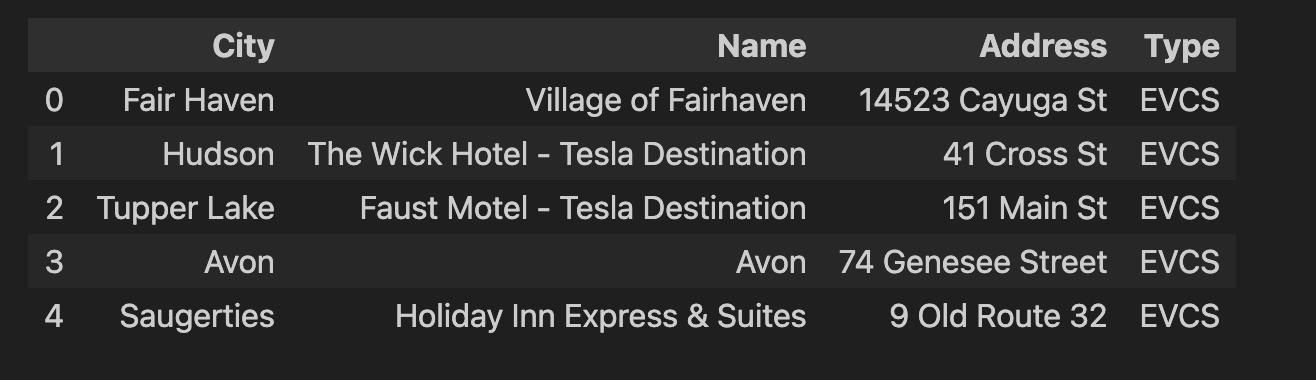 City Name Address Type
0 Fair Haven Village of Fairhaven 14523 Cayuga St EVCS
1 Hudson The Wick Hotel - Tesla Destination 41 Cross St EVCS
2 Tupper Lake Faust Motel - Tesla Destination 151 Main St EVCS
3 Avon Avon 74 Genesee Street EVCS
4 Saugerties Holiday Inn Express & Suites 9 Old Route 32 EVCS